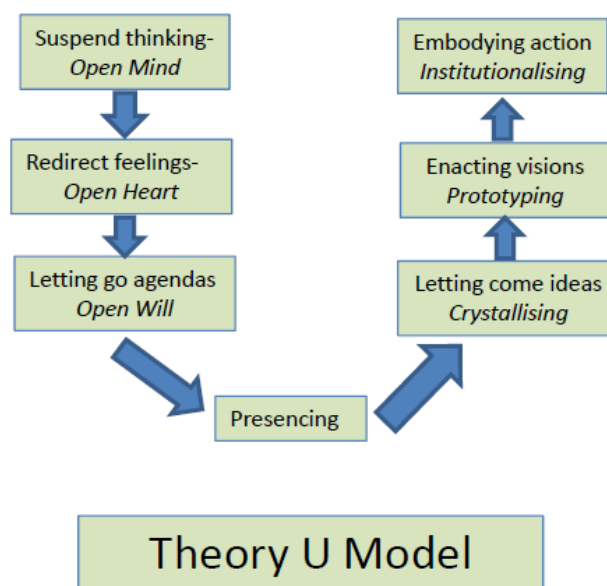 Suspend thinking-
Open Mind
Redirect feelings-
Open Heart
Letting go agendas
Open Will
Presencing
Letting come ideas
Crystallising
Enacting visions
Prototyping
Embodying action
Institutionalising
Theory U Model